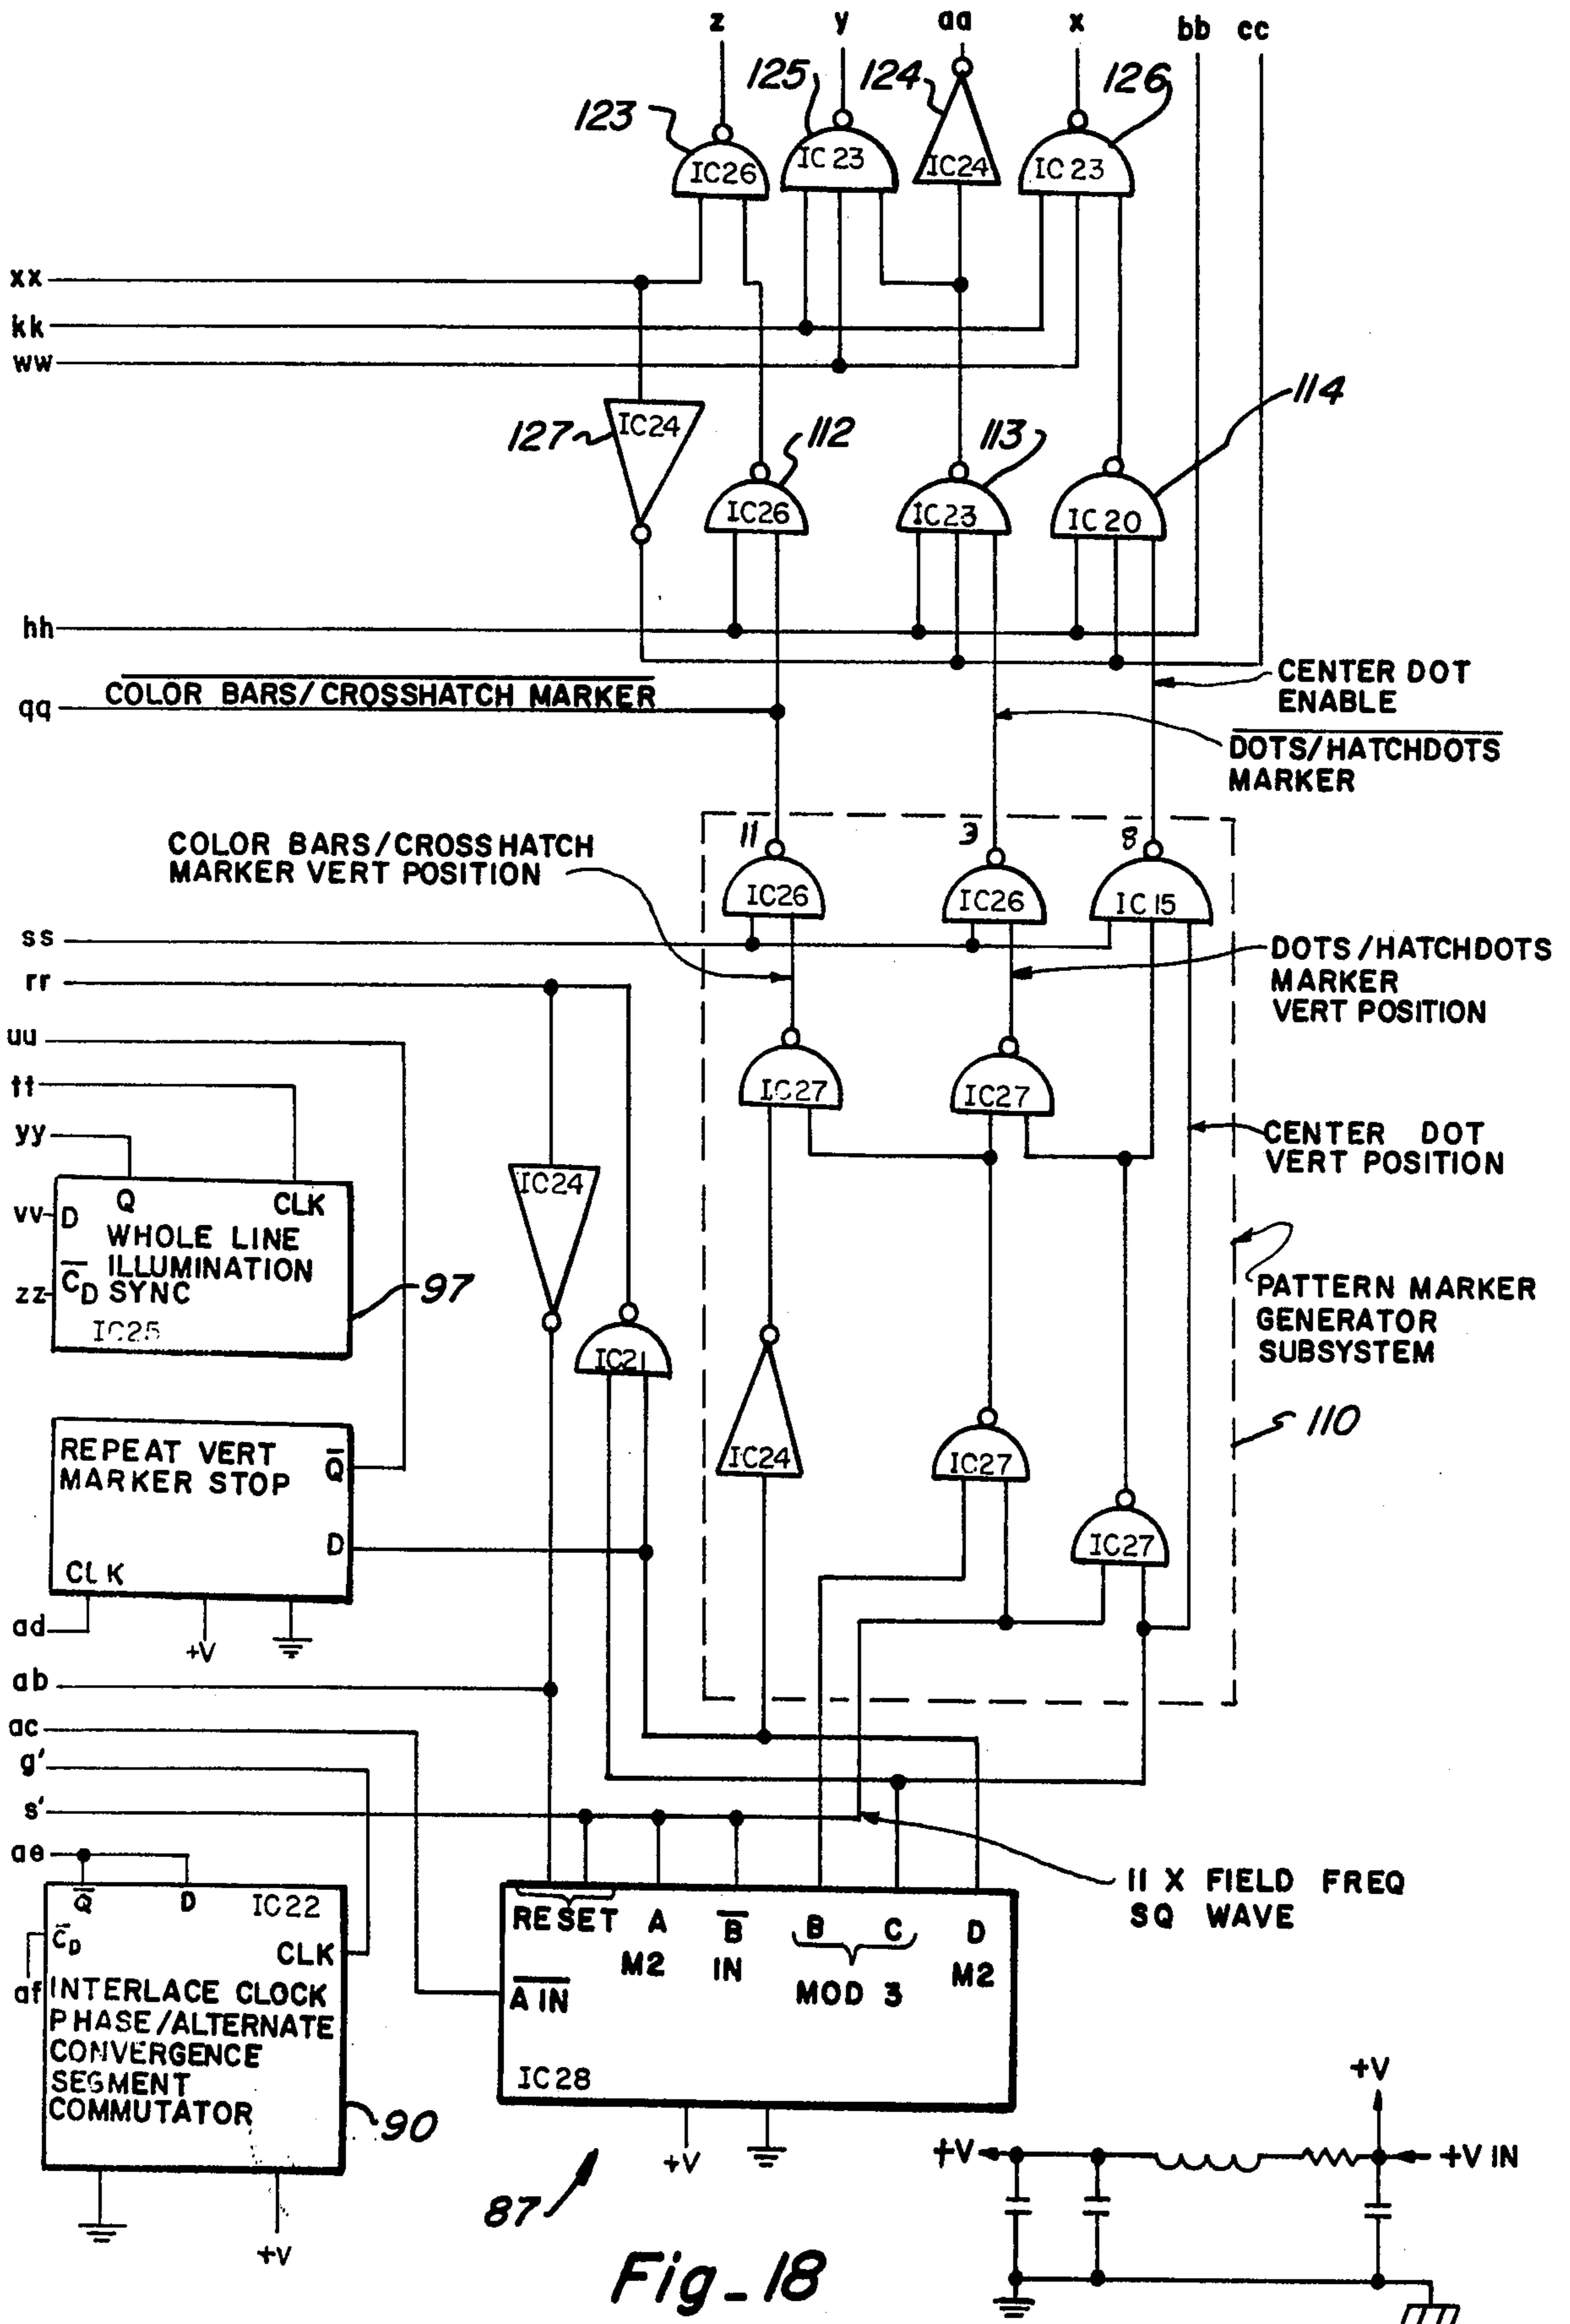 z y aa x bb cc
125 124 126
123
IC26 IC23 IC24 IC23
xx
kk
ww
114
127 IC24 112 113
IC26 IC23 IC20
hh
CENTER DOT
ENABLE
COLOR BARS/CROSSHATCH MARKER
qq
DOTS/HATCHDOTS
MARKER
11 3 8
COLOR BARS/CROSSHATCH
MARKER VERT POSITION
IC26 IC26 IC15
ss
DOTS/HATCHDOTS
MARKER
VERT POSITION
rr
uu
IC27 IC27
tt
yy
CENTER DOT
VERT POSITION
IC24
Q CLK
vv D
WHOLE LINE
ILLUMINATION
zz C̅D SYNC
97
IC25
PATTERN MARKER
GENERATOR
SUBSYSTEM
IC21
110
REPEAT VERT
MARKER STOP
Q̅
IC24 IC27
D
IC27
CLK
ad
+V
ab
ac
g'
s'
ae
11 X FIELD FREQ
SQ WAVE
Q̅ D IC22
C̅D
CLK
af
INTERLACE CLOCK
PHASE/ALTERNATE
CONVERGENCE
SEGMENT
COMMUTATOR
90
RESET A B̅ B C D
M2 IN MOD 3 M2
A̅ I̅N̅
IC28
+V
+V
+V
+V
+V IN
87
Fig_18